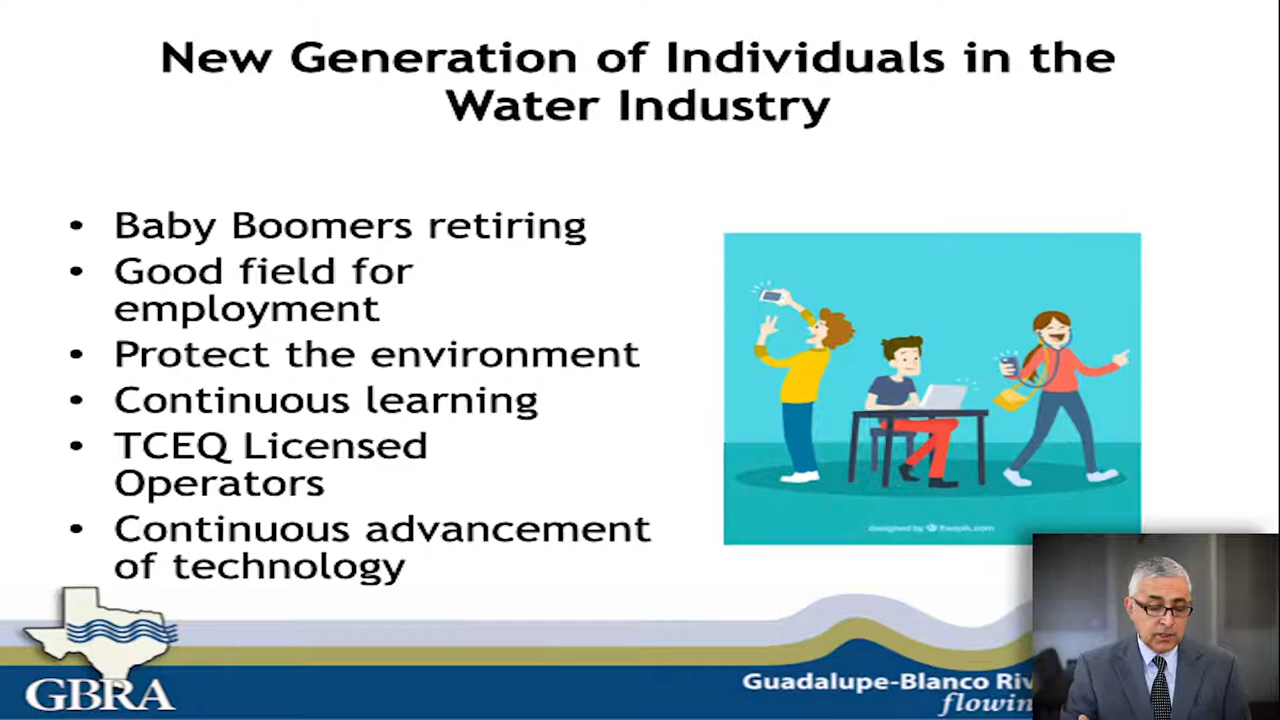 New Generation of Individuals in the
Water Industry
• Baby Boomers retiring
• Good field for
employment
• Protect the environment
• Continuous learning
• TCEQ Licensed
Operators
• Continuous advancement
of technology
designed by freepik.com
GBRA
Guadalupe-Blanco Riv
flowin